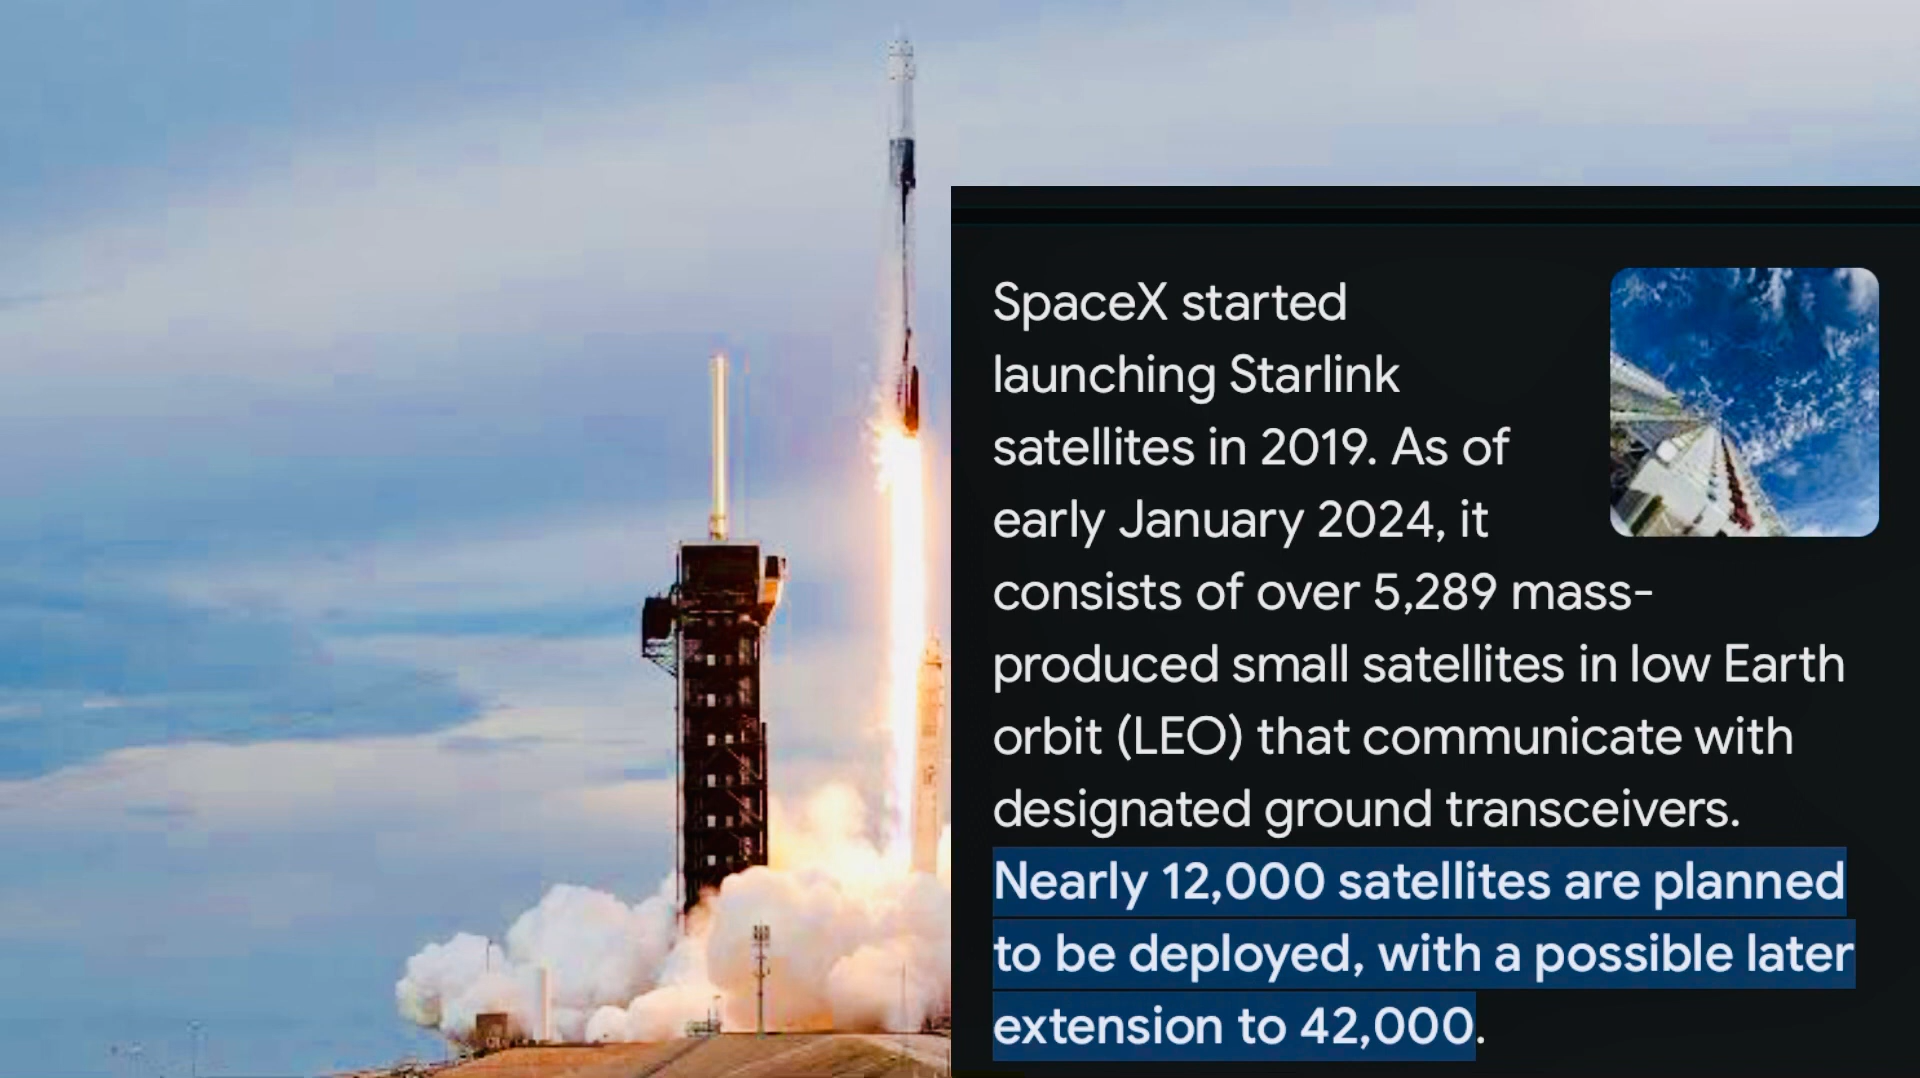 SpaceX started
launching Starlink
satellites in 2019. As of
early January 2024, it
consists of over 5,289 mass-
produced small satellites in low Earth
orbit (LEO) that communicate with
designated ground transceivers.
Nearly 12,000 satellites are planned
to be deployed, with a possible later
extension to 42,000.